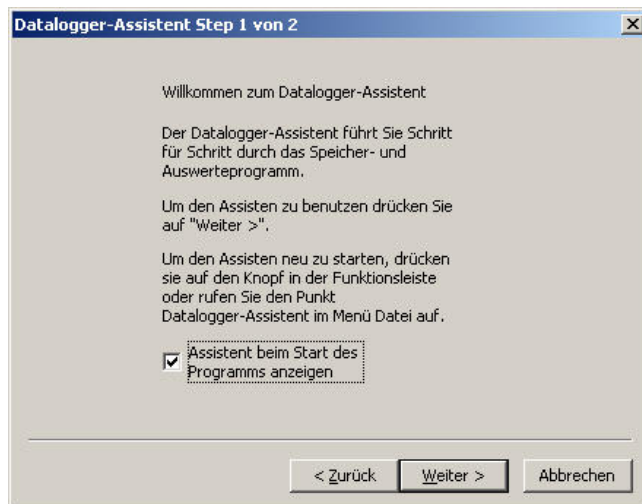 Datalogger-Assistent Step 1 von 2
Willkommen zum Datalogger-Assistent
Der Datalogger-Assistent führt Sie Schritt
für Schritt durch das Speicher- und
Auswerteprogramm.
Um den Assisten zu benutzen drücken Sie
auf "Weiter >".
Um den Assisten neu zu starten, drücken
sie auf den Knopf in der Funktionsleiste
oder rufen Sie den Punkt
Datalogger-Assistent im Menü Datei auf.
Assistent beim Start des
Programms anzeigen
< Zurück Weiter > Abbrechen